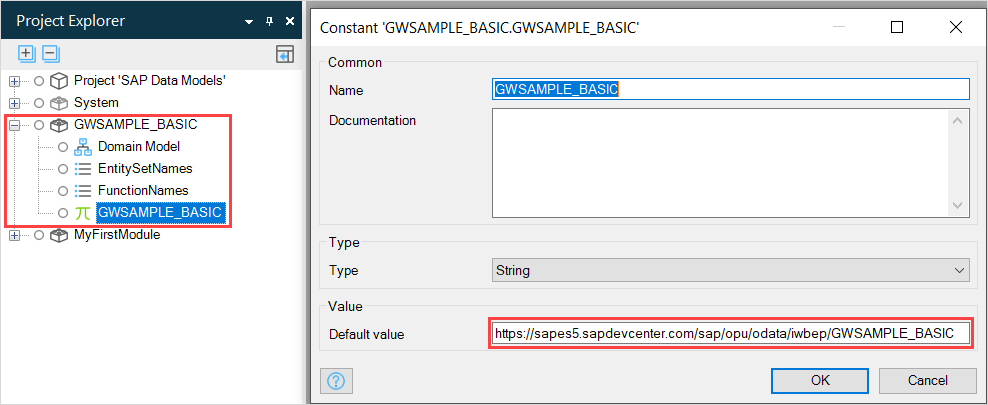 Project Explorer
Project 'SAP Data Models'
System
GWSAMPLE_BASIC
Domain Model
EntitySetNames
FunctionNames
GWSAMPLE_BASIC
MyFirstModule
Constant 'GWSAMPLE_BASIC.GWSAMPLE_BASIC'
Common
Name
GWSAMPLE_BASIC
Documentation
Type
Type
String
Value
Default value
https://sapes5.sapdevcenter.com/sap/opu/odata/iwbep/GWSAMPLE_BASIC
OK
Cancel